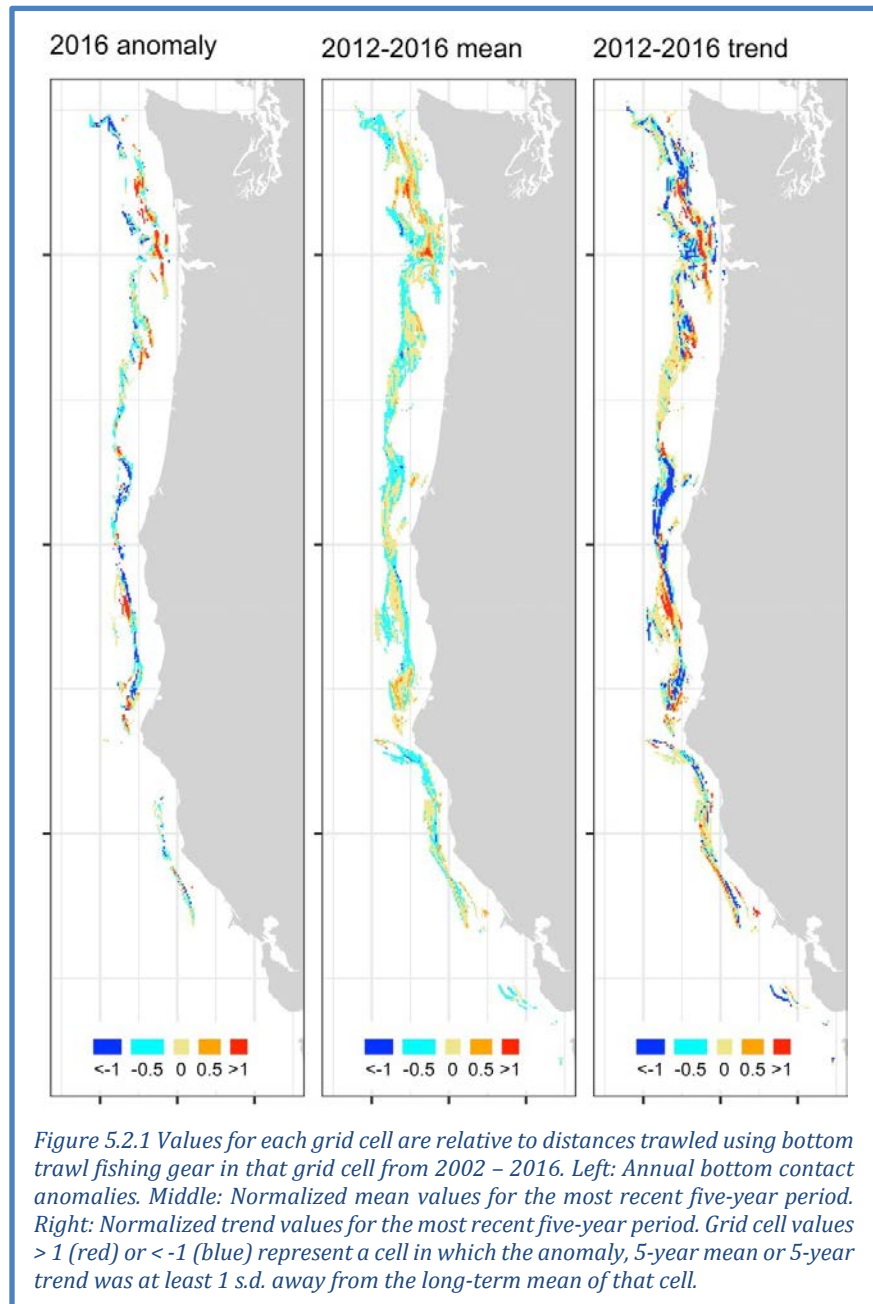 2016 anomaly
2012-2016 mean
2012-2016 trend
<-1 -0.5 0 0.5 >1
<-1 -0.5 0 0.5 >1
<-1 -0.5 0 0.5 >1
Figure 5.2.1 Values for each grid cell are relative to distances trawled using bottom
trawl fishing gear in that grid cell from 2002 – 2016. Left: Annual bottom contact
anomalies. Middle: Normalized mean values for the most recent five-year period.
Right: Normalized trend values for the most recent five-year period. Grid cell values
> 1 (red) or < -1 (blue) represent a cell in which the anomaly, 5-year mean or 5-year
trend was at least 1 s.d. away from the long-term mean of that cell.